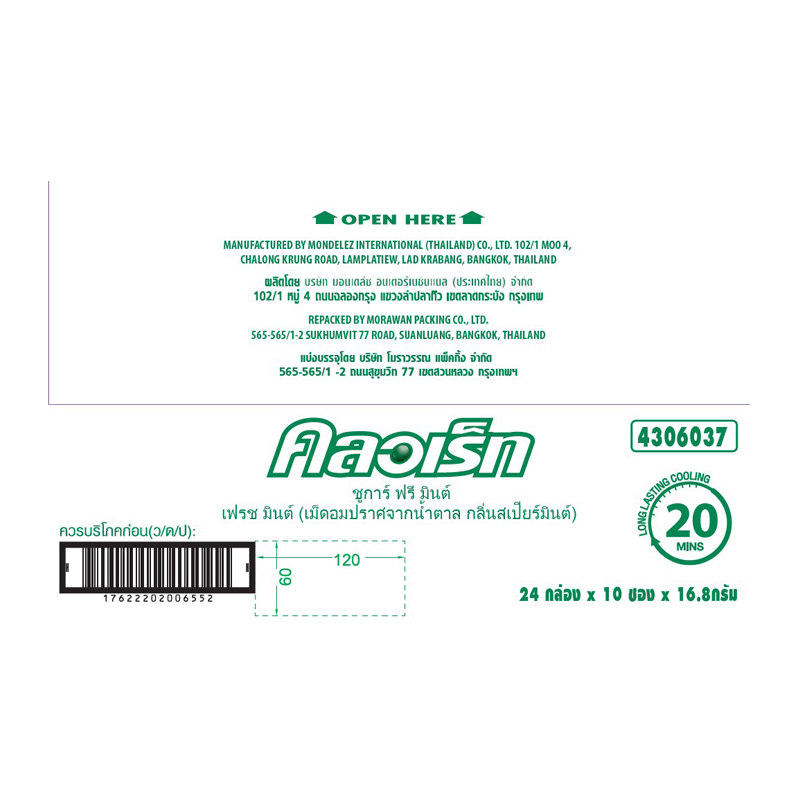 OPEN HERE
MANUFACTURED BY MONDELEZ INTERNATIONAL (THAILAND) CO., LTD. 102/1 MOO 4,
CHALONG KRUNG ROAD, LAMPLATIEW, LAD KRABANG, BANGKOK, THAILAND
ผลิตโดย บริษัท มอนเดลีซ อินเตอร์เนชันแนล (ประเทศไทย) จำกัด
102/1 หมู่ 4 ถนนฉลองกรุง แขวงลำปลาทิว เขตลาดกระบัง กรุงเทพ
REPACKED BY MORAWAN PACKING CO., LTD.
565-565/1-2 SUKHUMVIT 77 ROAD, SUANLUANG, BANGKOK, THAILAND
แบ่งบรรจุโดย บริษัท โมราวรรณ แพ็คกิ้ง จำกัด
565-565/1 -2 ถนนสุขุมวิท 77 เขตสวนหลวง กรุงเทพฯ
คลอเร็ท
4306037
ชูการ์ ฟรี มินต์
เฟรช มินต์ (เม็ดอมปราศจากน้ำตาล กลิ่นสเปียร์มินต์)
LONG LASTING COOLING
20
MINS
ควรบริโภคก่อน(ว/ด/ป):
120
60
17622202006552
24 กล่อง x 10 ซอง x 16.8กรัม